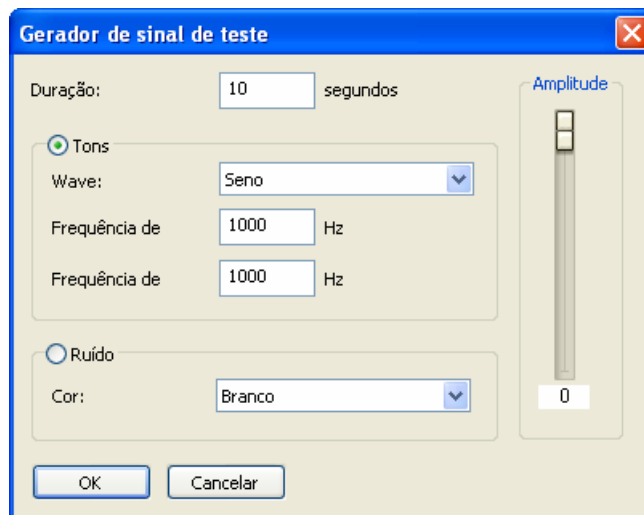 Gerador de sinal de teste
Duração: 10 segundos
Amplitude
Tons
Wave: Seno
Frequência de 1000 Hz
Frequência de 1000 Hz
Ruído
Cor: Branco
0
OK Cancelar